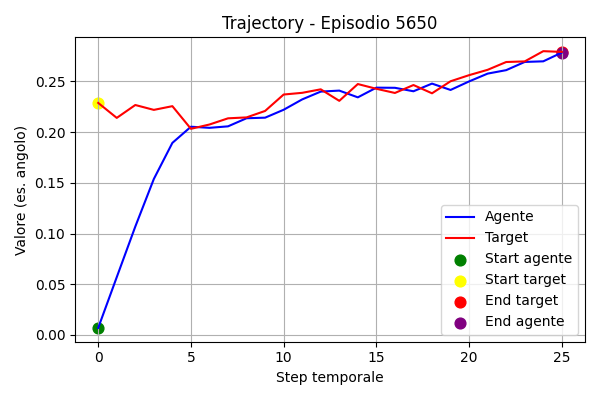 Trajectory - Episodio 5650
Valore (es. angolo)
0.25
0.20
0.15
0.10
0.05
0.00
0 5 10 15 20 25
Step temporale
Agente
Target
Start agente
Start target
End target
End agente